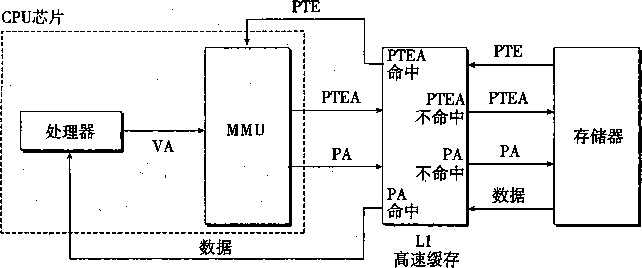 CPU芯片
PTE
PTEA
命中
PTE
处理器
VA
MMU
PTEA
PTEA
不命中
PTEA
存储器
PA
PA
不命中
PA
PA
命中
数据
数据
L1
高速缓存